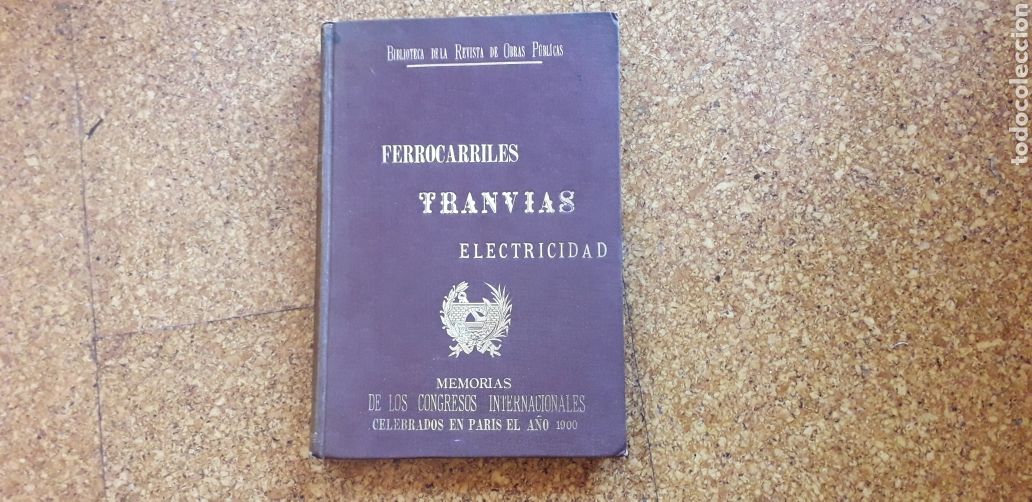 BIBLIOTECA DE LA REVISTA DE OBRAS PÚBLICAS
FERROCARRILES
TRANVIAS
ELECTRICIDAD
MEMORIAS
DE LOS CONGRESOS INTERNACIONALES
CELEBRADOS EN PARIS EL AÑO 1900
todocoleccion